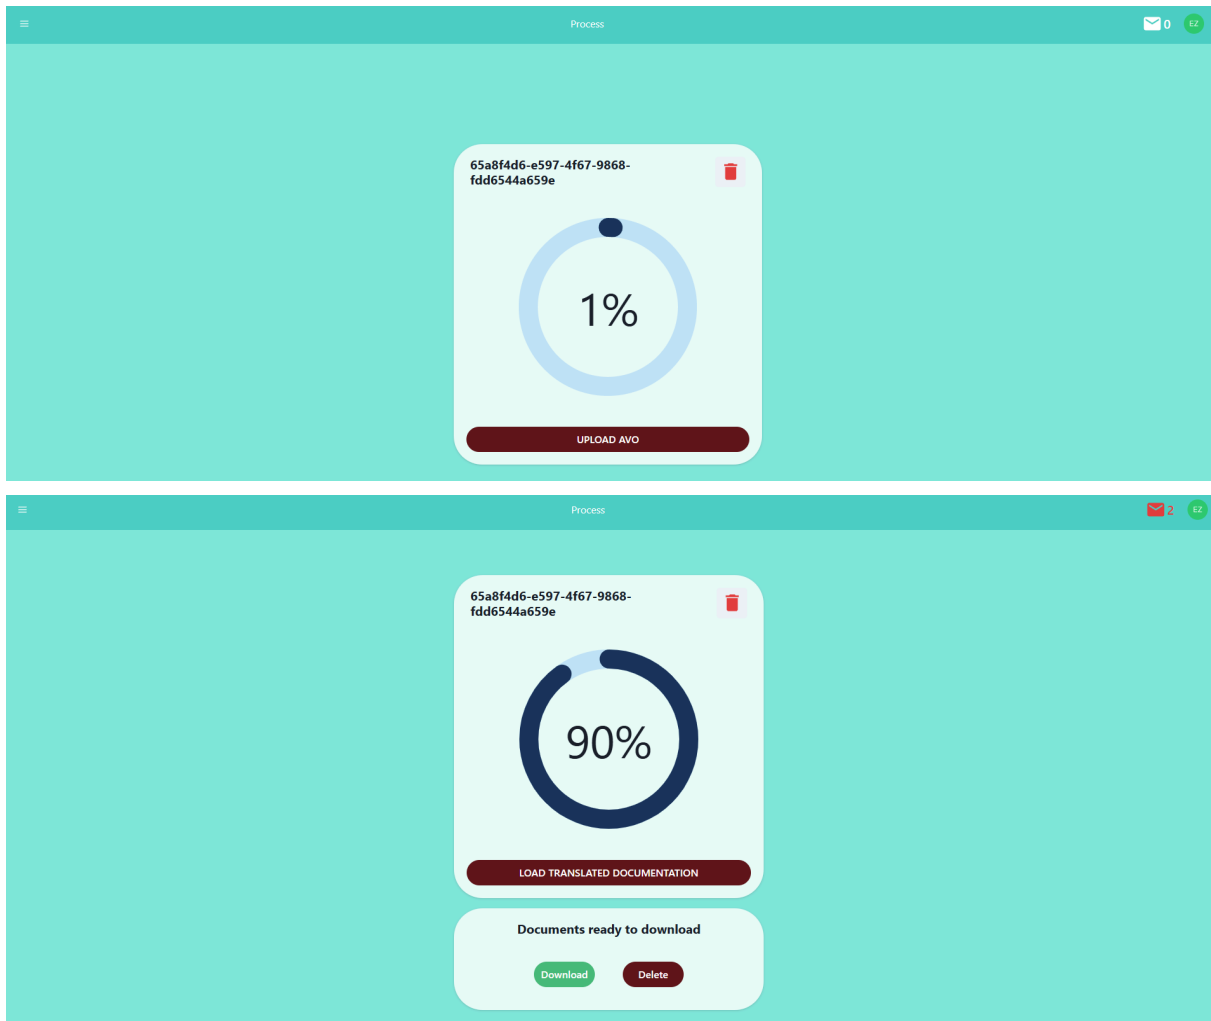 Process
0
EZ
65a8f4d6-e597-4f67-9868-
fdd6544a659e
1%
UPLOAD AVO
Process
2
EZ
65a8f4d6-e597-4f67-9868-
fdd6544a659e
90%
LOAD TRANSLATED DOCUMENTATION
Documents ready to download
Download
Delete